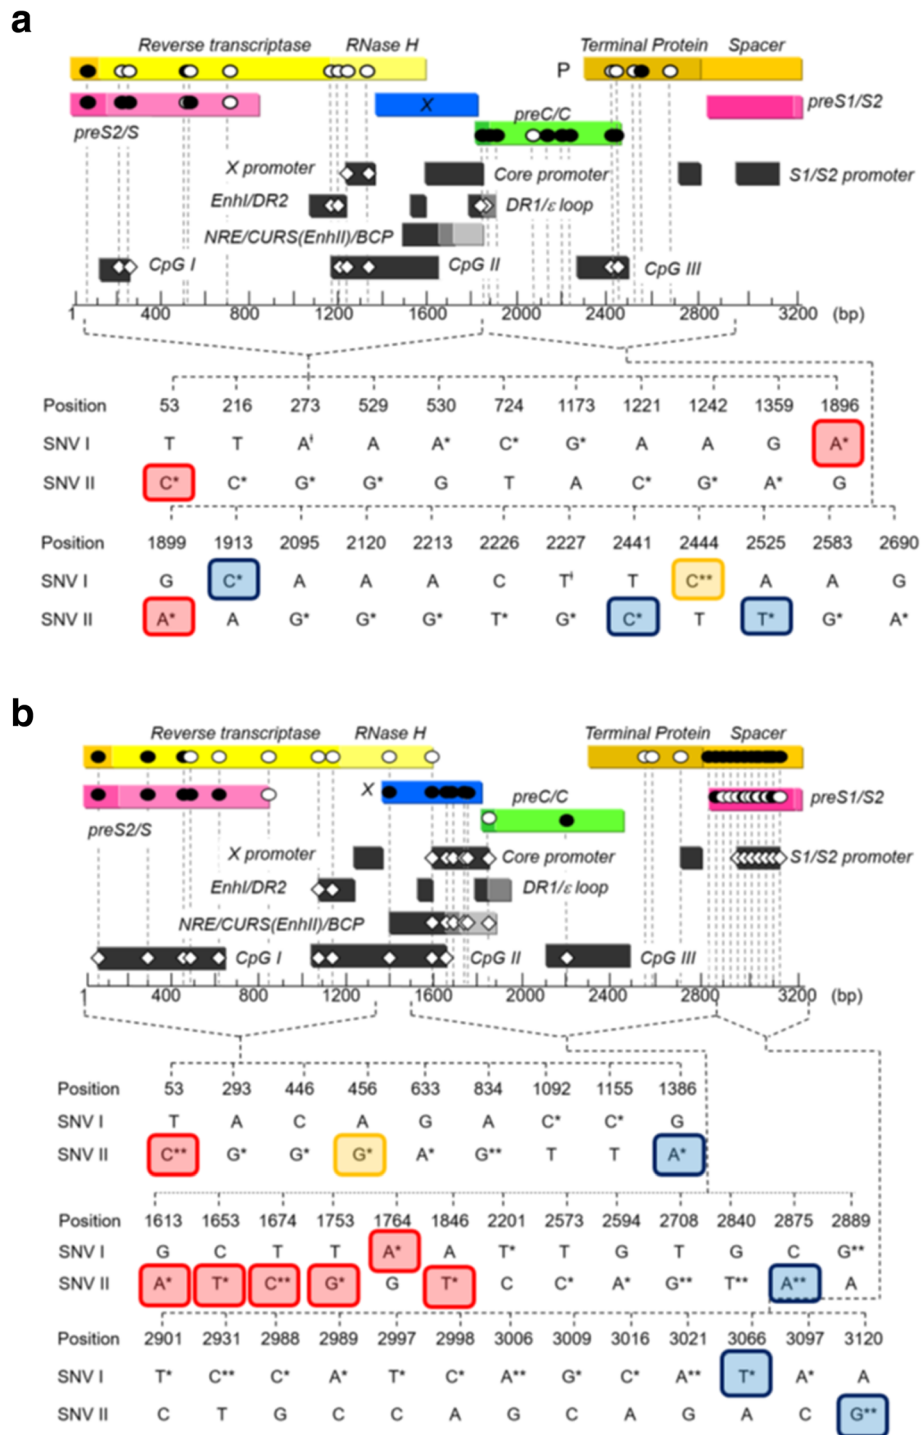 a
Reverse transcriptase RNase H Terminal Protein Spacer
P
X preS1/S2
preS2/S preC/C
X promoter Core promoter S1/S2 promoter
EnhI/DR2 DR1/ε loop
NRE/CURS(EnhII)/BCP
CpG I CpG II CpG III
1 400 800 1200 1600 2000 2400 2800 3200 (bp)
Position 53 216 273 529 530 724 1173 1221 1242 1359 1896
SNV I T T Aƚ A A* C* G* A A G A*
SNV II C* C* G* G* G T A C* G* A* G
Position 1899 1913 2095 2120 2213 2226 2227 2441 2444 2525 2583 2690
SNV I G C* A A A C Tƚ T C** A A G
SNV II A* A G* G* G* T* G* C* T T* G* A*
b
Reverse transcriptase RNase H Terminal Protein Spacer
X preC/C preS1/S2
preS2/S
X promoter Core promoter S1/S2 promoter
EnhI/DR2 DR1/ε loop
NRE/CURS(EnhII)/BCP
CpG I CpG II CpG III
1 400 800 1200 1600 2000 2400 2800 3200 (bp)
Position 53 293 446 456 633 834 1092 1155 1386
SNV I T A C A G A C* C* G
SNV II C** G* G* G* A* G** T T A*
Position 1613 1653 1674 1753 1764 1846 2201 2573 2594 2708 2840 2875 2889
SNV I G C T T A* A T* T G T G C G**
SNV II A* T* C** G* G T* C C* A* G** T** A** A
Position 2901 2931 2988 2989 2997 2998 3006 3009 3016 3021 3066 3097 3120
SNV I T* C** C* A* T* C* A** G* C* A** T* A* A
SNV II C T G C C A G C A G A C G**